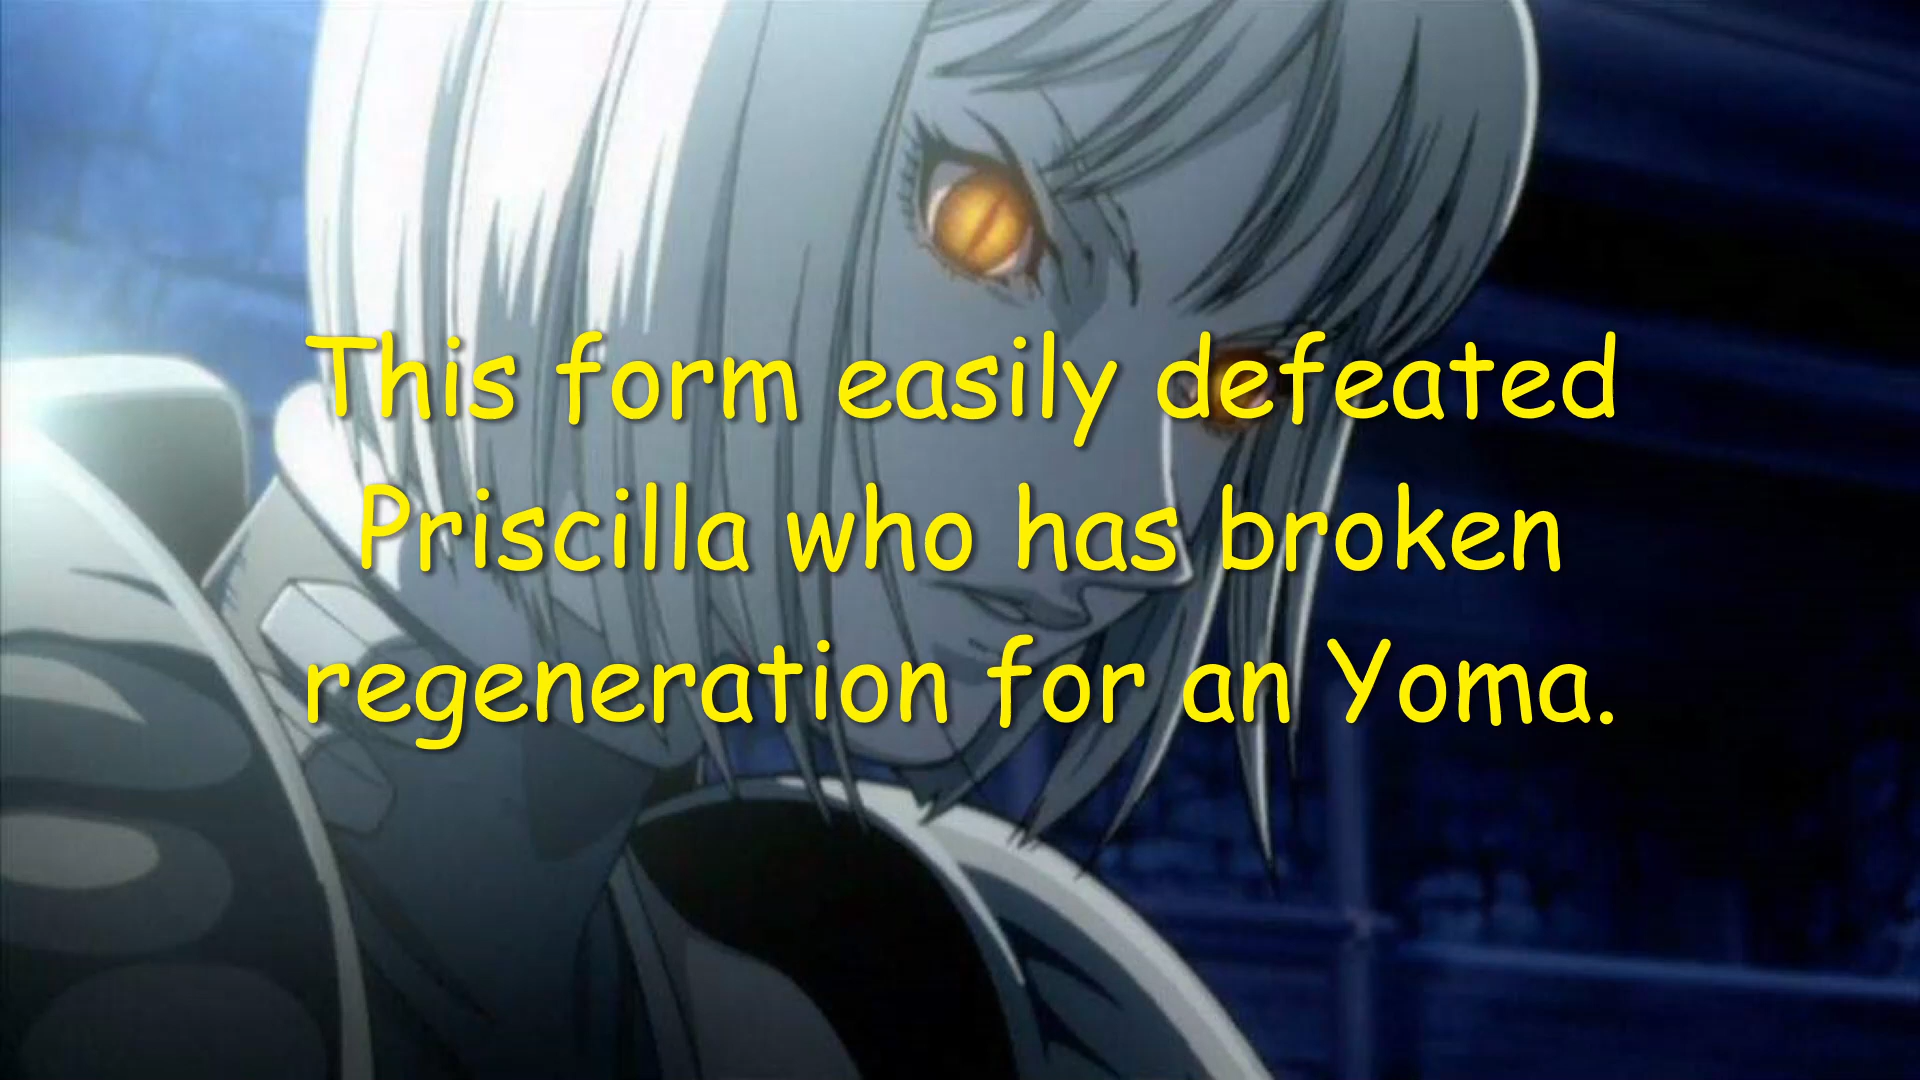 This form easily defeated
Priscilla who has broken
regeneration for an Yoma.